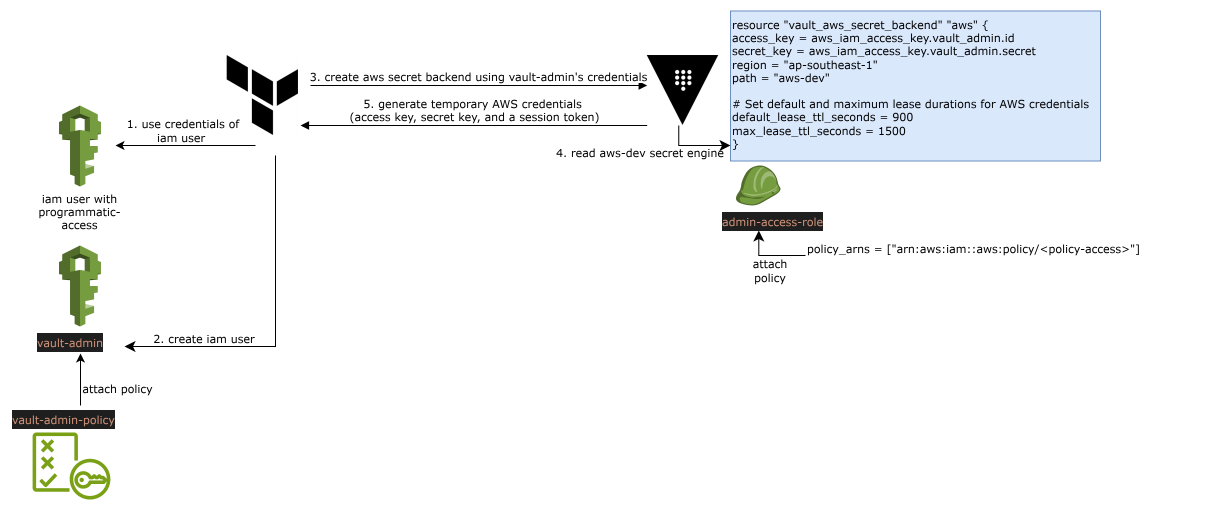 resource "vault_aws_secret_backend" "aws" {
access_key = aws_iam_access_key.vault_admin.id
secret_key = aws_iam_access_key.vault_admin.secret
region = "ap-southeast-1"
path = "aws-dev"
# Set default and maximum lease durations for AWS credentials
default_lease_ttl_seconds = 900
max_lease_ttl_seconds = 1500
}
3. create aws secret backend using vault-admin's credentials
5. generate temporary AWS credentials
(access key, secret key, and a session token)
1. use credentials of
iam user
4. read aws-dev secret engine
iam user with
programmatic-
access
admin-access-role
policy_arns = ["arn:aws:iam::aws:policy/<policy-access>"]
attach
policy
vault-admin
2. create iam user
attach policy
vault-admin-policy